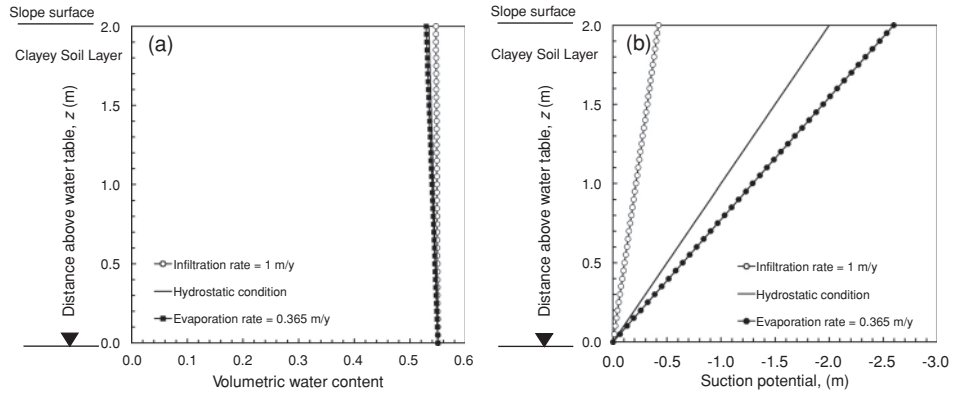 Slope surface
Clayey Soil Layer
Distance above water table, z (m)
2.0
1.5
1.0
0.5
0.0
(a)
Infiltration rate = 1 m/y
Hydrostatic condition
Evaporation rate = 0.365 m/y
0.0 0.1 0.2 0.3 0.4 0.5 0.6
Volumetric water content
Slope surface
Clayey Soil Layer
Distance above water table, z (m)
2.0
1.5
1.0
0.5
0.0
(b)
Infiltration rate = 1 m/y
Hydrostatic condition
Evaporation rate = 0.365 m/y
0.0 -0.5 -1.0 -1.5 -2.0 -2.5 -3.0
Suction potential, (m)